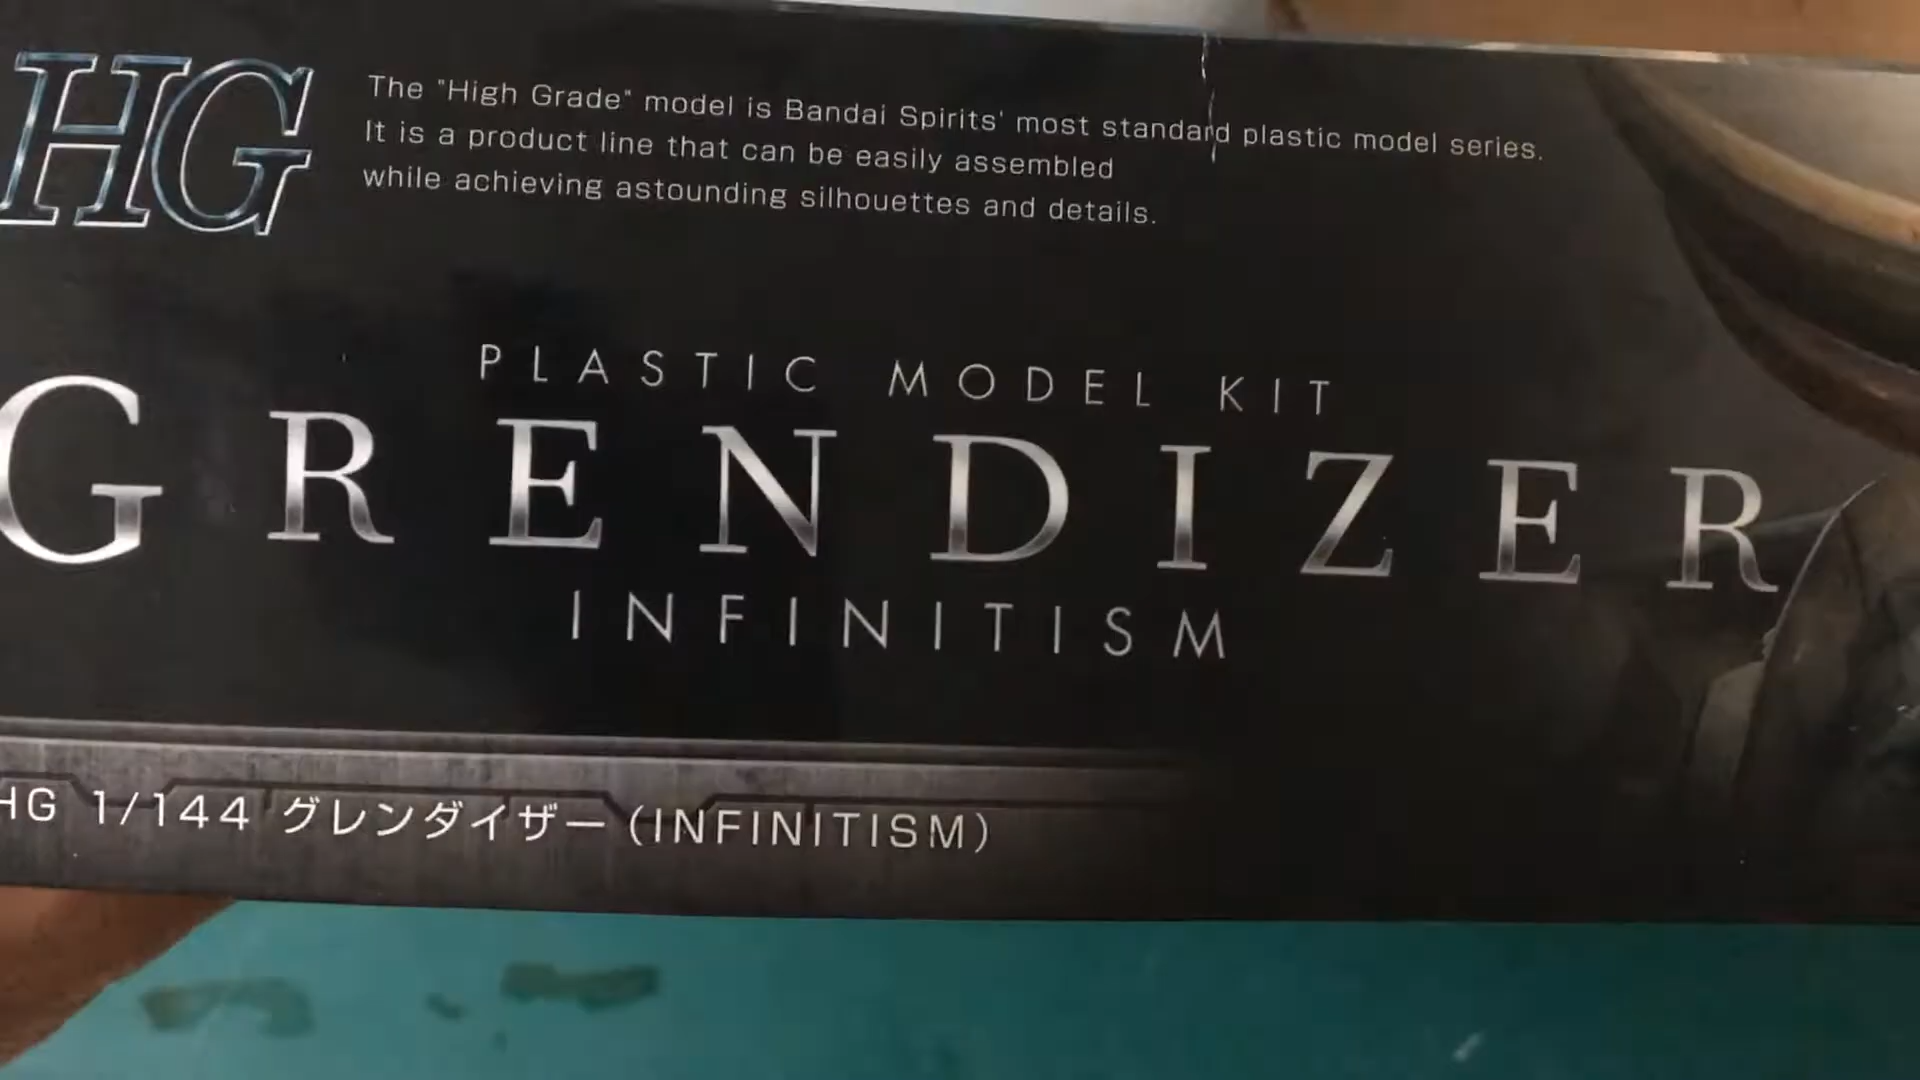 HG
The "High Grade" model is Bandai Spirits' most standard plastic model series.
It is a product line that can be easily assembled
while achieving astounding silhouettes and details.
PLASTIC MODEL KIT
GRENDIZER
INFINITISM
HG 1/144 グレンダイザー(INFINITISM)